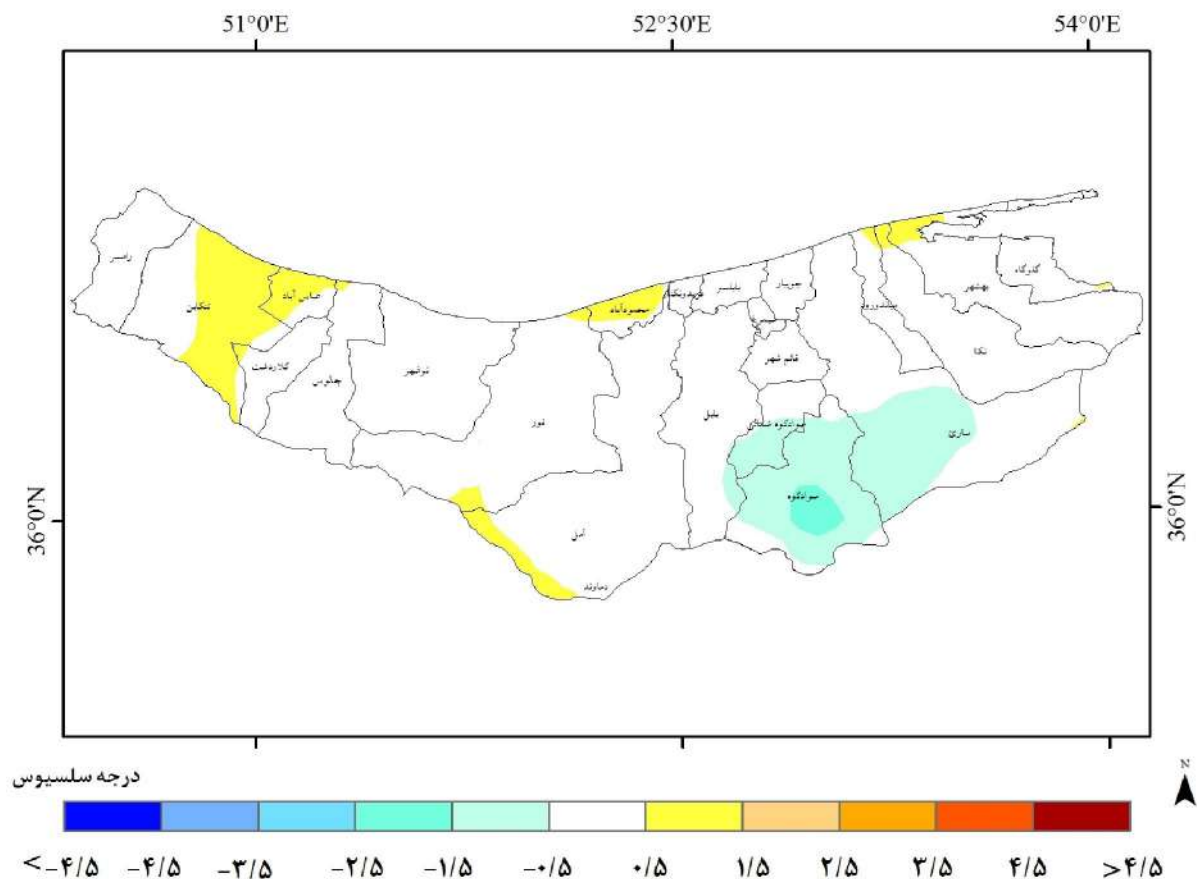 51°0'E 52°30'E 54°0'E
رامسر
تنکابن
عباس آباد
کلاردشت
چالوس
نوشهر
نور
محمودآباد
فریدونکنار
بابلسر
جویبار
بهشهر
گلوگاه
نکا
میاندورود
قائم شهر
بابل
سوادکوه شمالی
ساری
سوادکوه
آمل
دماوند
36°0'N 36°0'N
درجه سلسیوس
N
<-۴/۵ -۴/۵ -۳/۵ -۲/۵ -۱/۵ -۰/۵ ۰/۵ ۱/۵ ۲/۵ ۳/۵ ۴/۵ >۴/۵